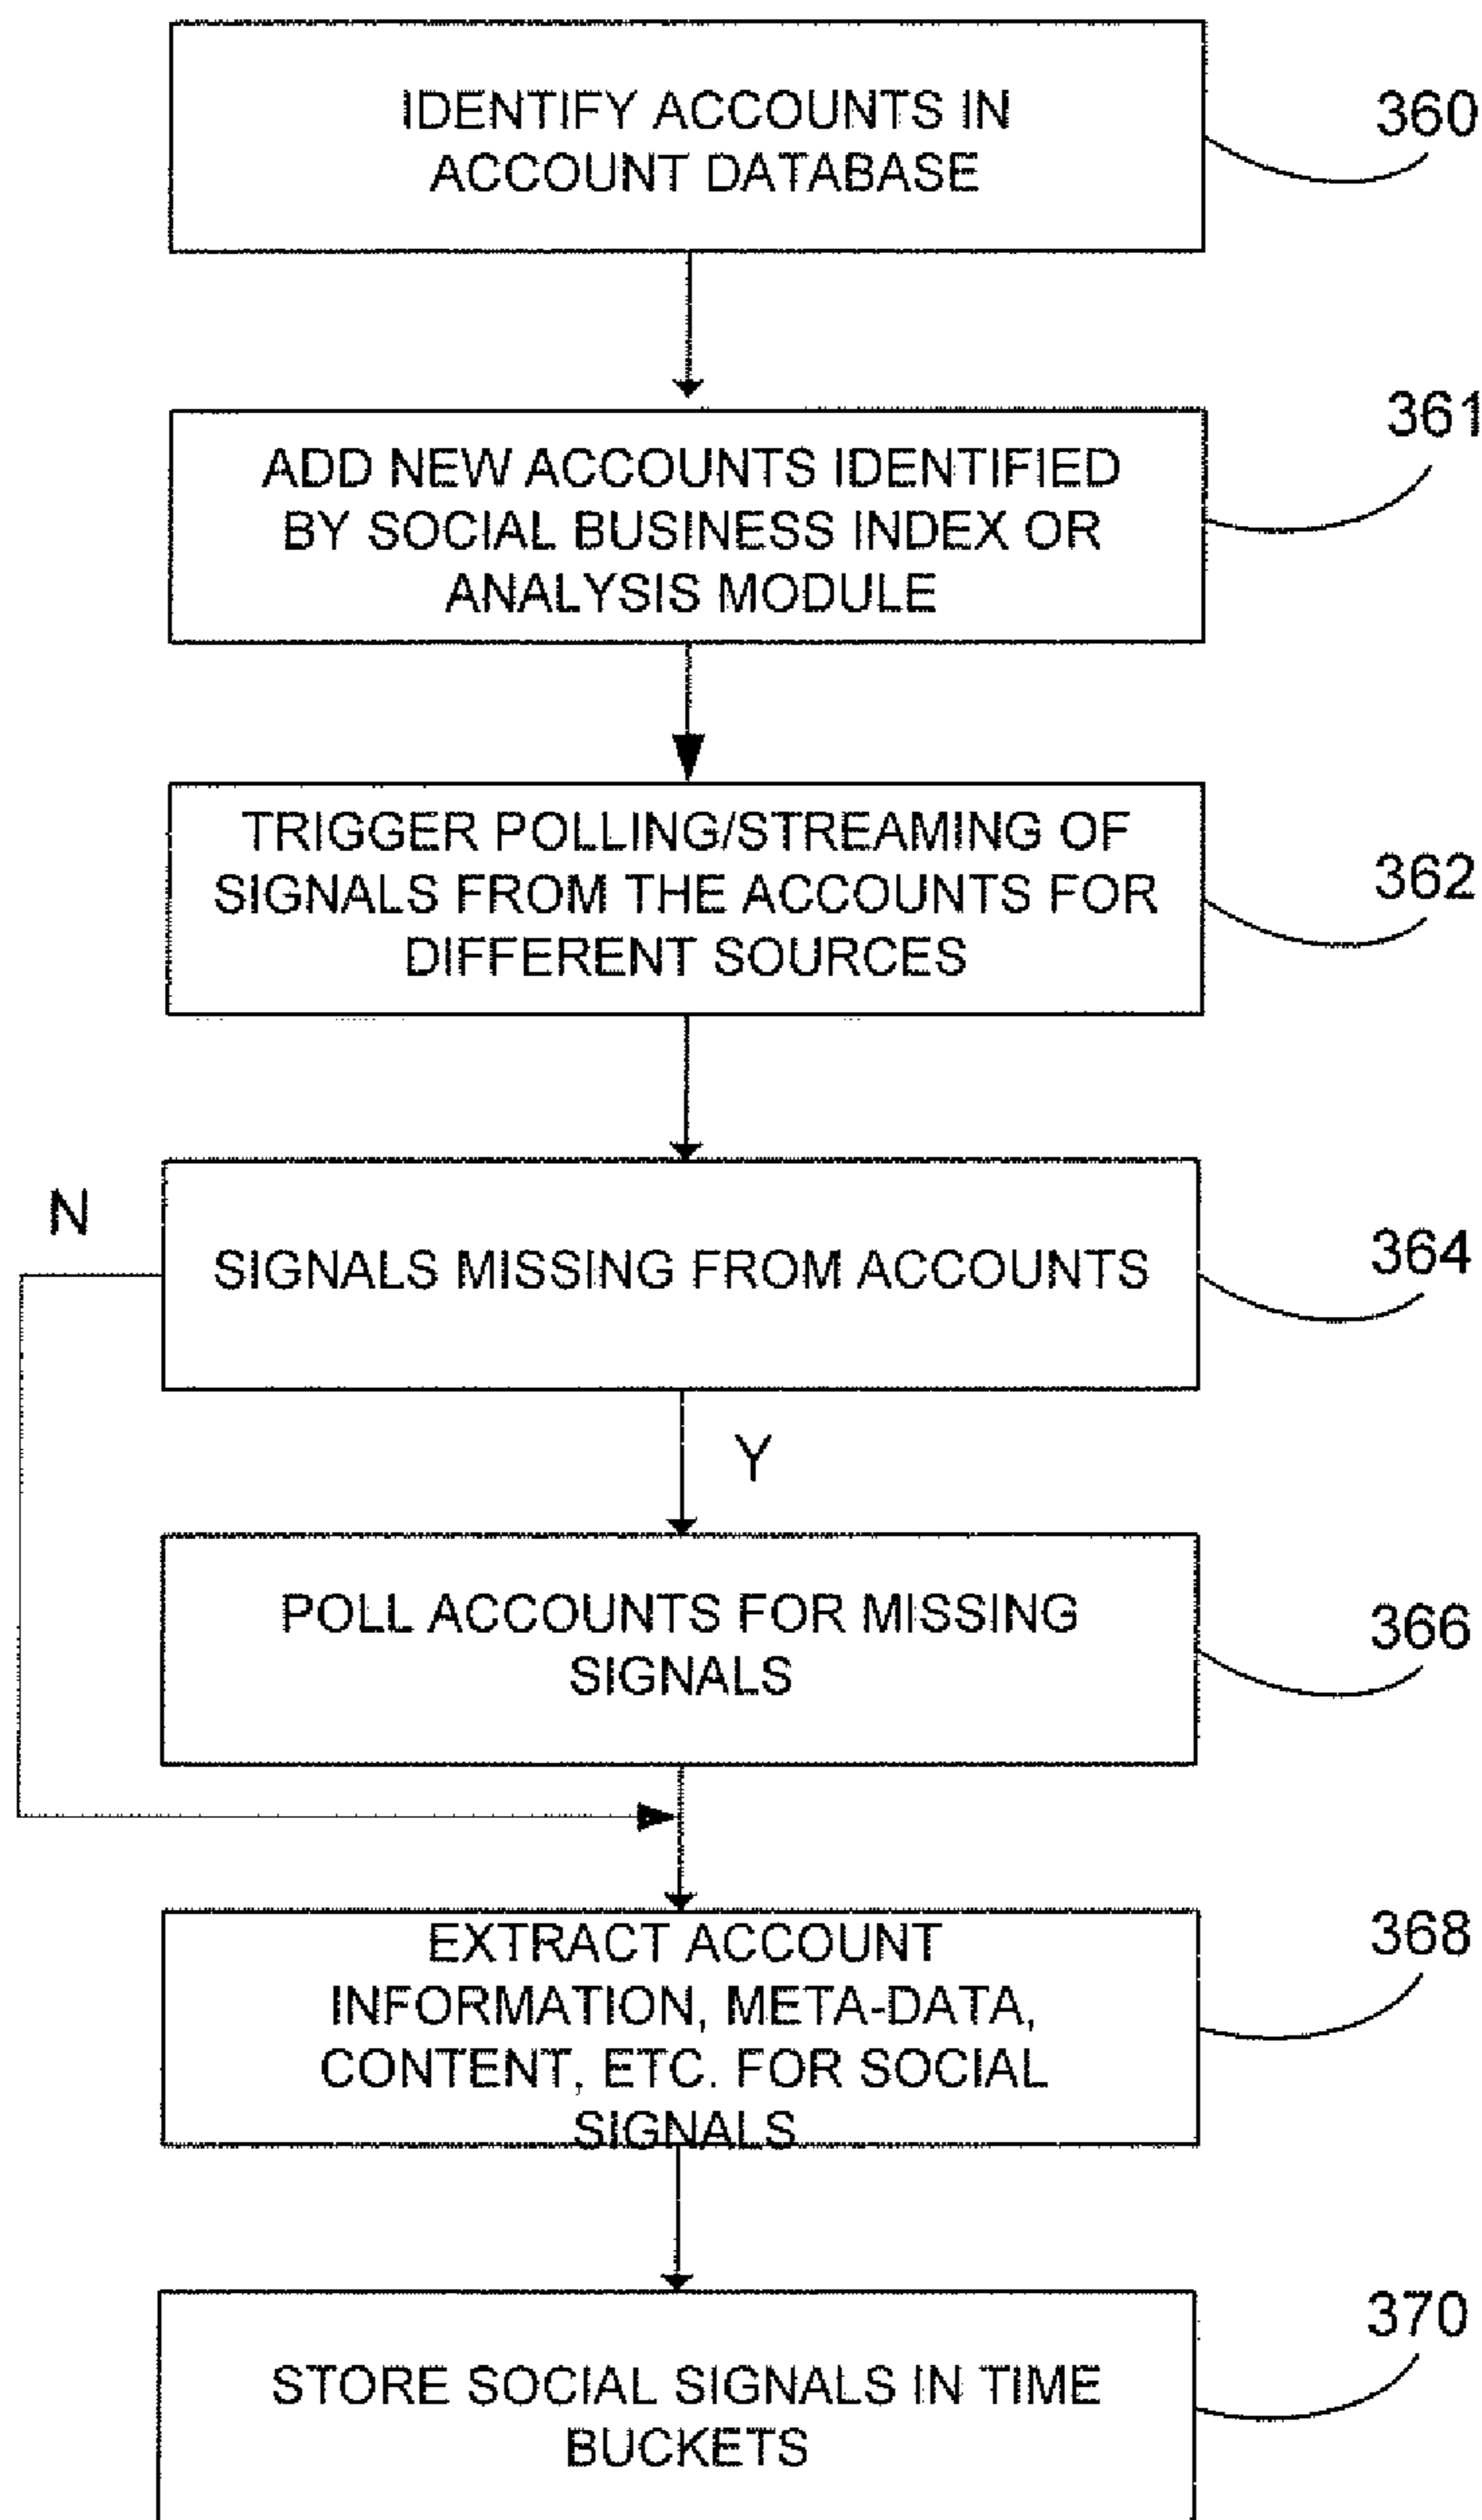 IDENTIFY ACCOUNTS IN
ACCOUNT DATABASE
360
ADD NEW ACCOUNTS IDENTIFIED
BY SOCIAL BUSINESS INDEX OR
ANALYSIS MODULE
361
TRIGGER POLLING/STREAMING OF
SIGNALS FROM THE ACCOUNTS FOR
DIFFERENT SOURCES
362
N
SIGNALS MISSING FROM ACCOUNTS
364
Y
POLL ACCOUNTS FOR MISSING
SIGNALS
366
EXTRACT ACCOUNT
INFORMATION, META-DATA,
CONTENT, ETC. FOR SOCIAL
SIGNALS
368
STORE SOCIAL SIGNALS IN TIME
BUCKETS
370